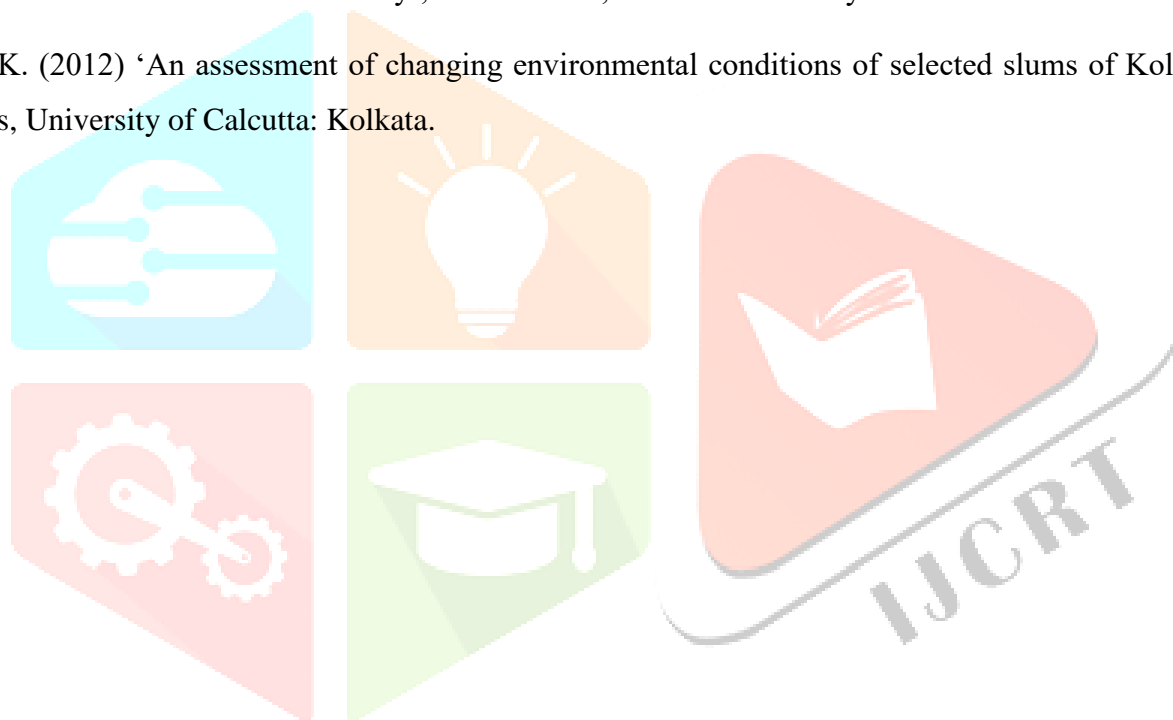 K. (2012) ‘An assessment of changing environmental conditions of selected slums of Kol
s, University of Calcutta: Kolkata.
IJCRT